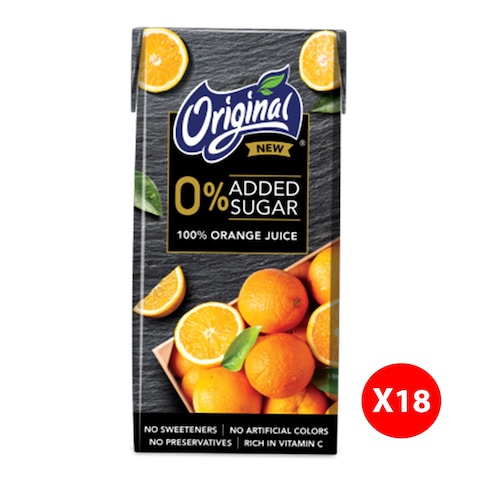 Original
®
NEW
0% ADDED
SUGAR
100% ORANGE JUICE
NO SWEETENERS | NO ARTIFICIAL COLORS
NO PRESERVATIVES | RICH IN VITAMIN C
X18